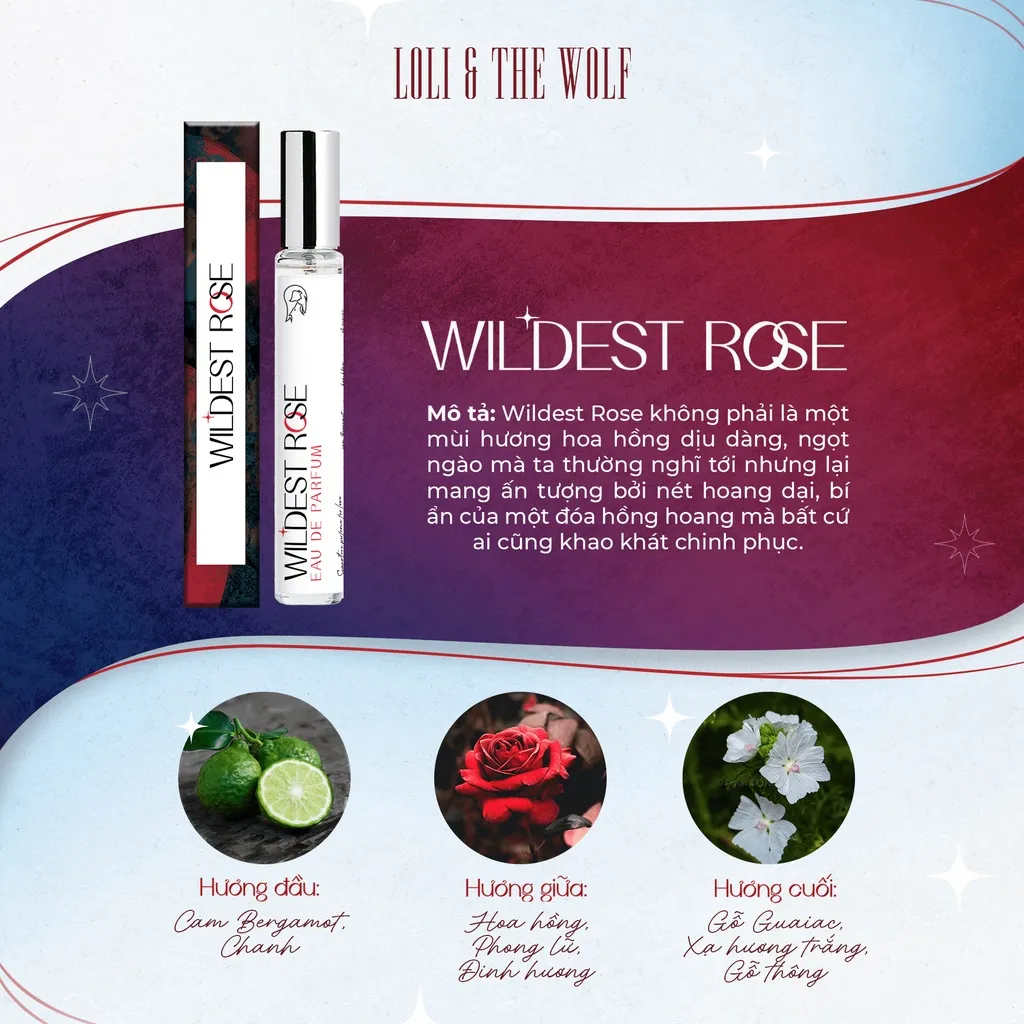 LOLI & THE WOLF
WILDEST ROSE
WILDEST ROSE
EAU DE PARFUM
WILDEST ROSE
Mô tả: Wildest Rose không phải là một
mùi hương hoa hồng dịu dàng, ngọt
ngào mà ta thường nghĩ tới nhưng lại
mang ấn tượng bởi nét hoang dại, bí
ẩn của một đóa hồng hoang mà bất cứ
ai cũng khao khát chinh phục.
Hương đầu:
Cam Bergamot,
Chanh
Hương giữa:
Hoa hồng,
Phong lữ,
Đinh hương
Hương cuối:
Gỗ Guaiac,
Xạ hương trắng,
Gỗ thông